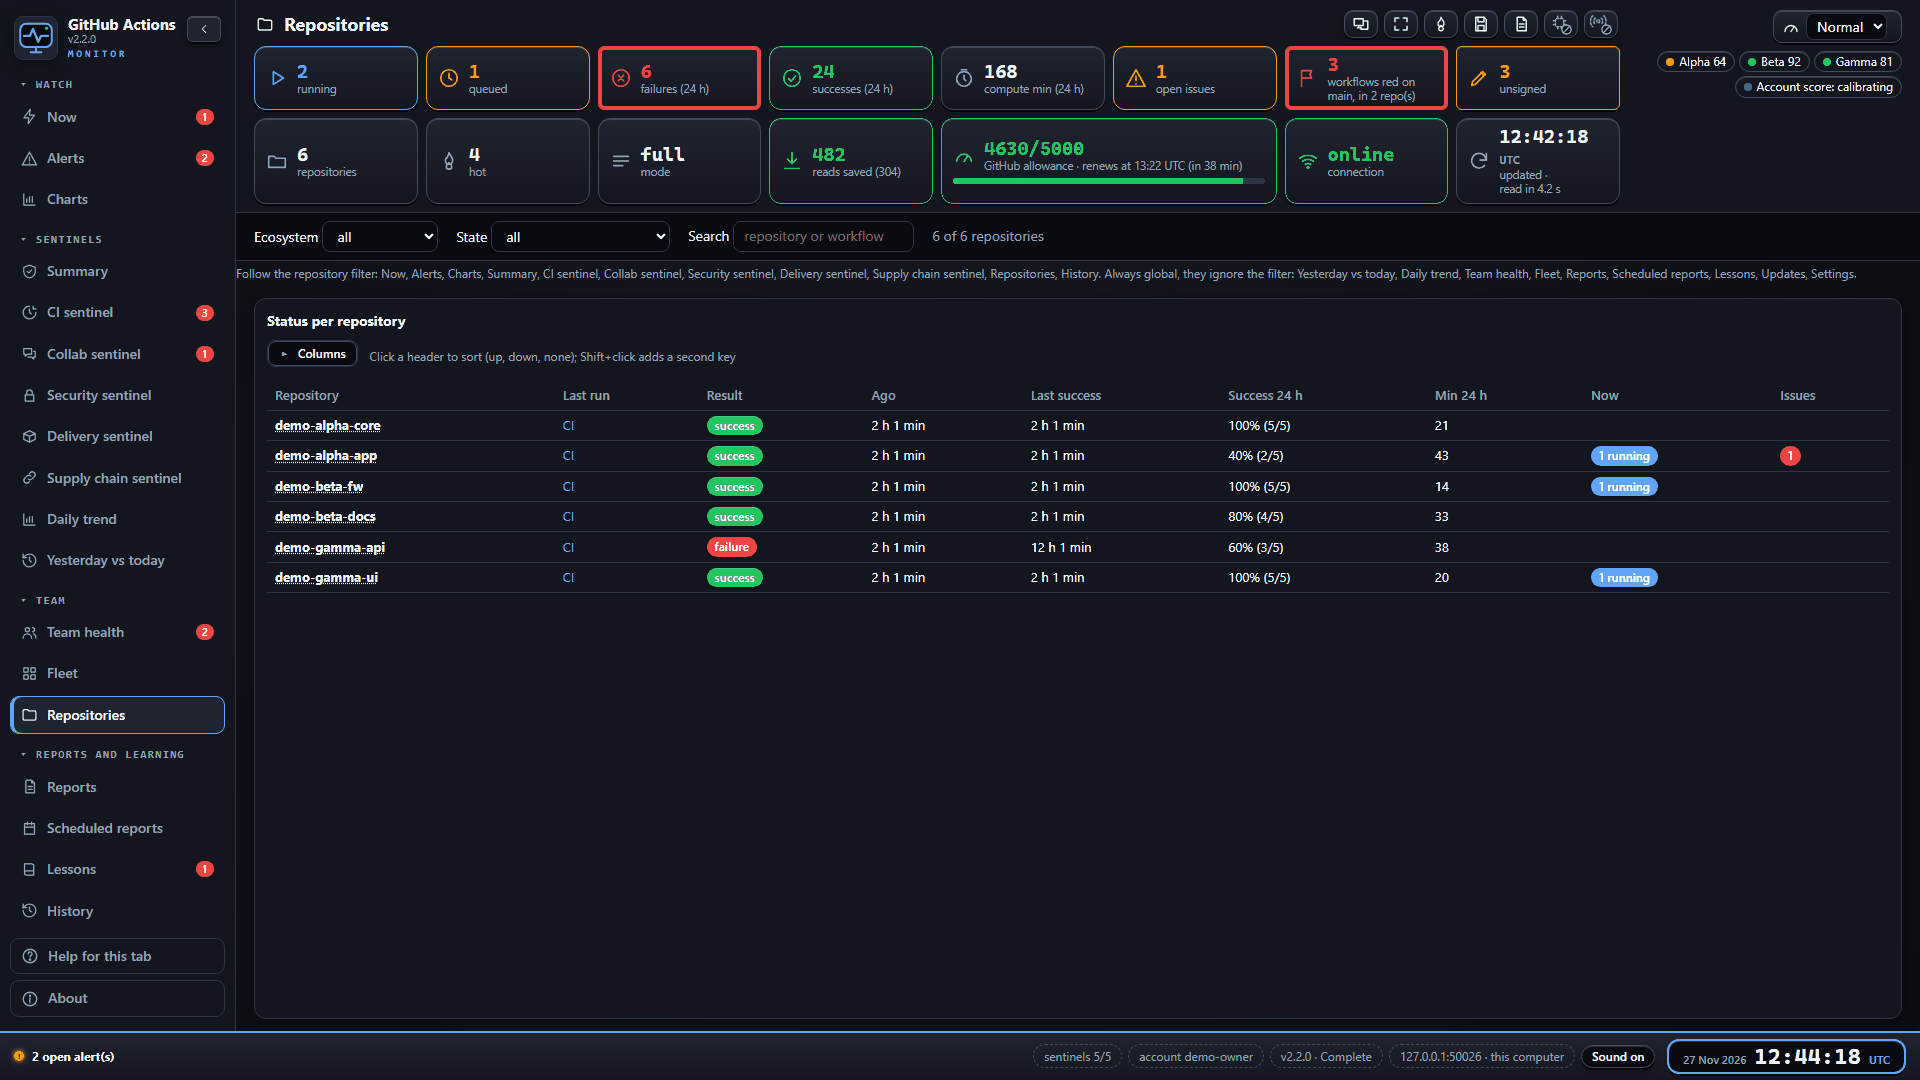 GitHub Actions
v2.2.0
MONITOR
WATCH
Now 1
Alerts 2
Charts
SENTINELS
Summary
CI sentinel 3
Collab sentinel 1
Security sentinel
Delivery sentinel
Supply chain sentinel
Daily trend
Yesterday vs today
TEAM
Team health 2
Fleet
Repositories
REPORTS AND LEARNING
Reports
Scheduled reports
Lessons 1
History
Help for this tab
About
Repositories
Normal
Alpha 64 Beta 92 Gamma 81
Account score: calibrating
2
running
1
queued
6
failures (24 h)
24
successes (24 h)
168
compute min (24 h)
1
open issues
3
workflows red on
main, in 2 repo(s)
3
unsigned
6
repositories
4
hot
full
mode
482
reads saved (304)
4630/5000
GitHub allowance · renews at 13:22 UTC (in 38 min)
online
connection
12:42:18
UTC
updated ·
read in 4.2 s
Ecosystem all State all Search repository or workflow 6 of 6 repositories
Follow the repository filter: Now, Alerts, Charts, Summary, CI sentinel, Collab sentinel, Security sentinel, Delivery sentinel, Supply chain sentinel, Repositories, History. Always global, they ignore the filter: Yesterday vs today, Daily trend, Team health, Fleet, Reports, Scheduled reports, Lessons, Updates, Settings.
Status per repository
Columns Click a header to sort (up, down, none); Shift+click adds a second key
Repository Last run Result Ago Last success Success 24 h Min 24 h Now Issues
demo-alpha-core CI success 2 h 1 min 2 h 1 min 100% (5/5) 21
demo-alpha-app CI success 2 h 1 min 2 h 1 min 40% (2/5) 43 1 running 1
demo-beta-fw CI success 2 h 1 min 2 h 1 min 100% (5/5) 14 1 running
demo-beta-docs CI success 2 h 1 min 2 h 1 min 80% (4/5) 33
demo-gamma-api CI failure 2 h 1 min 12 h 1 min 60% (3/5) 38
demo-gamma-ui CI success 2 h 1 min 2 h 1 min 100% (5/5) 20 1 running
2 open alert(s)
sentinels 5/5 account demo-owner v2.2.0 · Complete 127.0.0.1:50026 · this computer Sound on 27 Nov 2026 12:44:18 UTC